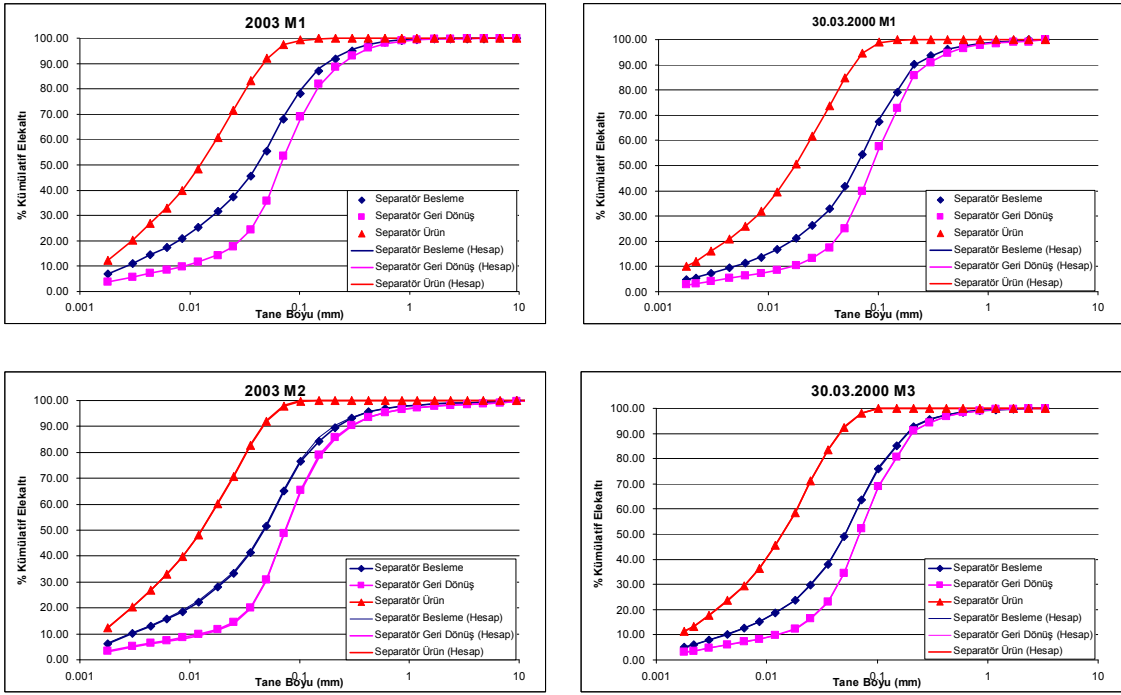 2003 M1
% Kümülatif Elekaltı
100.00
90.00
80.00
70.00
60.00
50.00
40.00
30.00
20.00
10.00
0.00
Separatör Besleme
Separatör Geri Dönüş
Separatör Ürün
Separatör Besleme (Hesap)
Separatör Geri Dönüş (Hesap)
Separatör Ürün (Hesap)
0.001 0.01 0.1 1 10
Tane Boyu (mm)
30.03.2000 M1
% Kümülatif Elekaltı
100.00
90.00
80.00
70.00
60.00
50.00
40.00
30.00
20.00
10.00
0.00
Separatör Besleme
Separatör Geri Dönüş
Separatör Ürün
Separatör Besleme (Hesap)
Separatör Geri Dönüş (Hesap)
Separatör Ürün (Hesap)
0.001 0.01 0.1 1 10
Tane Boyu (mm)
2003 M2
% Kümülatif Elekaltı
100.00
90.00
80.00
70.00
60.00
50.00
40.00
30.00
20.00
10.00
0.00
Separatör Besleme
Separatör Geri Dönüş
Separatör Ürün
Separatör Besleme (Hesap)
Separatör Geri Dönüş (Hesap)
Separatör Ürün (Hesap)
0.001 0.01 0.1 1 10
Tane Boyu (mm)
30.03.2000 M3
% Kümülatif Elekaltı
100.00
90.00
80.00
70.00
60.00
50.00
40.00
30.00
20.00
10.00
0.00
Separatör Besleme
Separatör Geri Dönüş
Separatör Ürün
Separatör Besleme (Hesap)
Separatör Geri Dönüş (Hesap)
Separatör Ürün (Hesap)
0.001 0.01 0.1 1 10
Tane Boyu (mm)